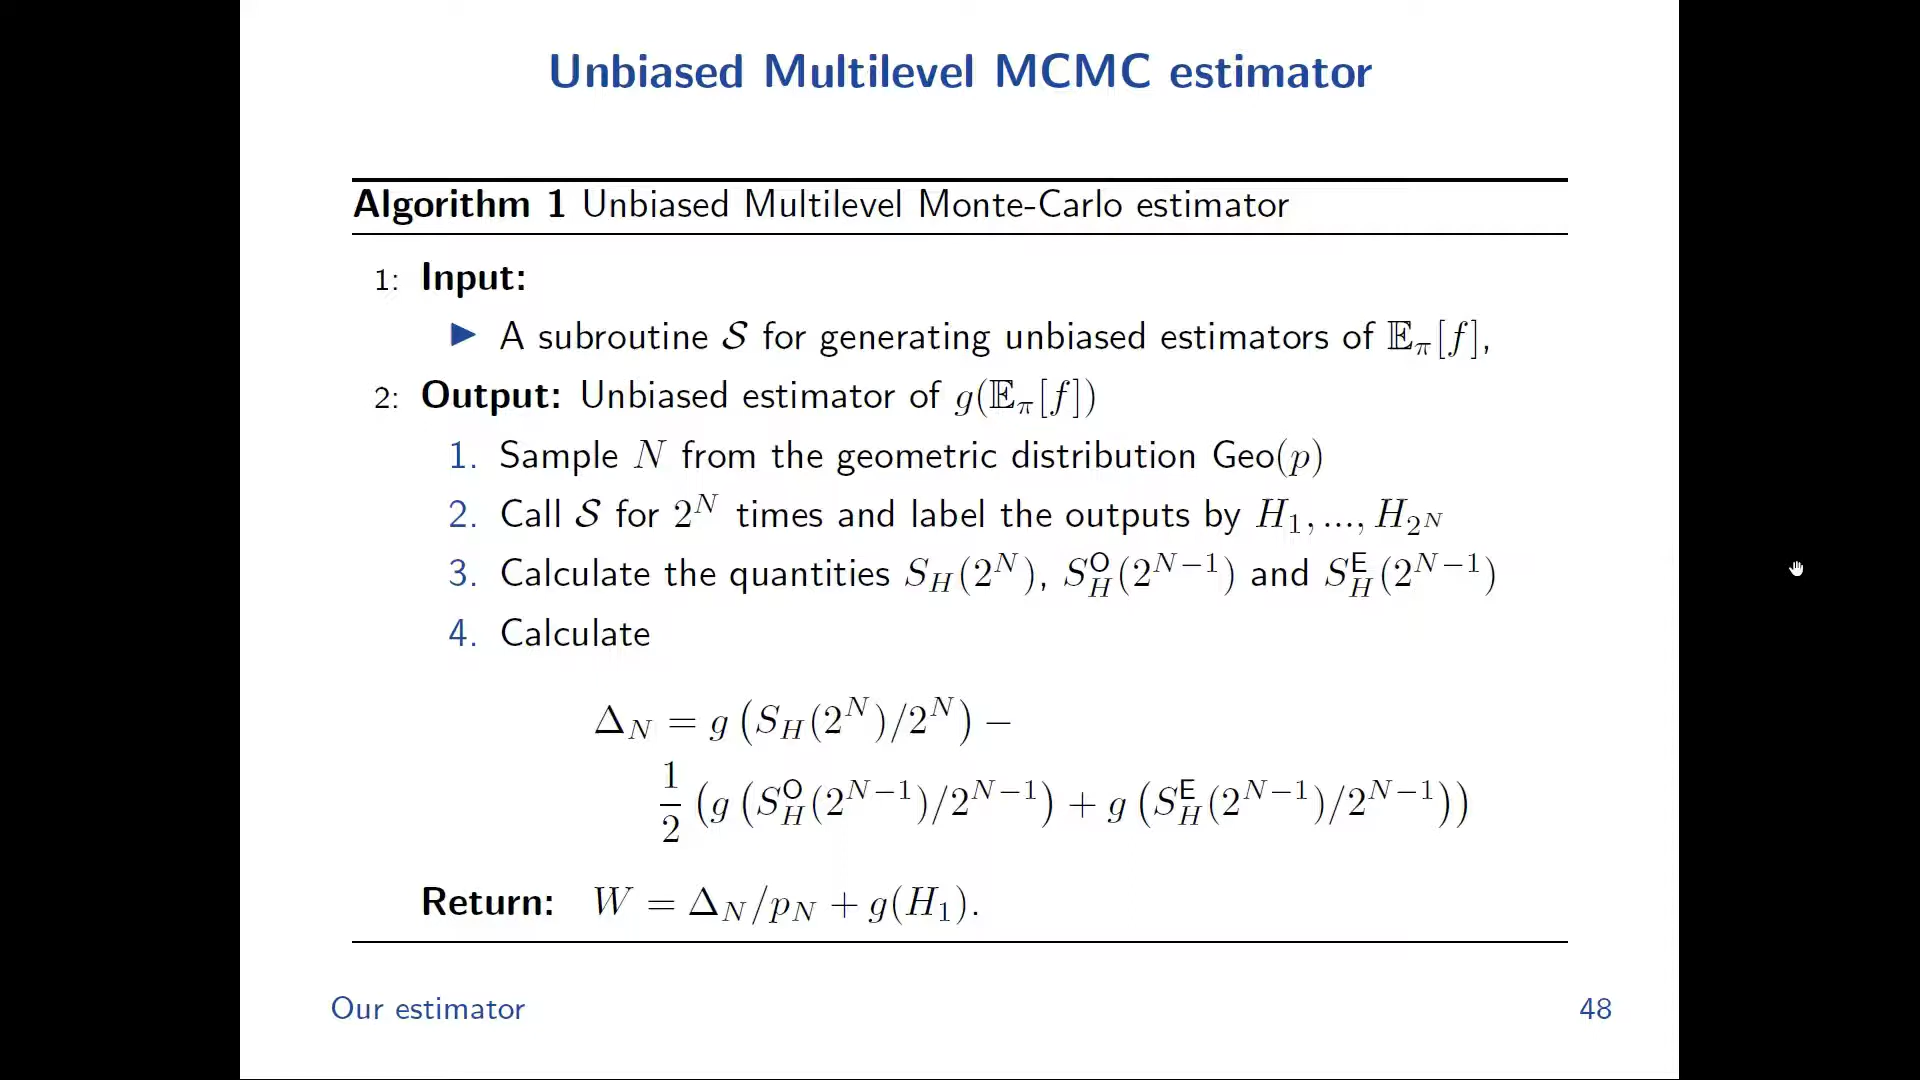 Unbiased Multilevel MCMC estimator
Algorithm 1 Unbiased Multilevel Monte-Carlo estimator
1: Input:
▶ A subroutine 𝒮 for generating unbiased estimators of 𝔼_π[f],
2: Output: Unbiased estimator of g(𝔼_π[f])
1. Sample N from the geometric distribution Geo(p)
2. Call 𝒮 for 2^N times and label the outputs by H_1, ..., H_{2^N}
3. Calculate the quantities S_H(2^N), S_H^O(2^{N−1}) and S_H^E(2^{N−1})
4. Calculate
Δ_N = g (S_H(2^N)/2^N) −
1/2 (g (S_H^O(2^{N−1})/2^{N−1}) + g (S_H^E(2^{N−1})/2^{N−1}))
Return: W = Δ_N/p_N + g(H_1).
Our estimator
48